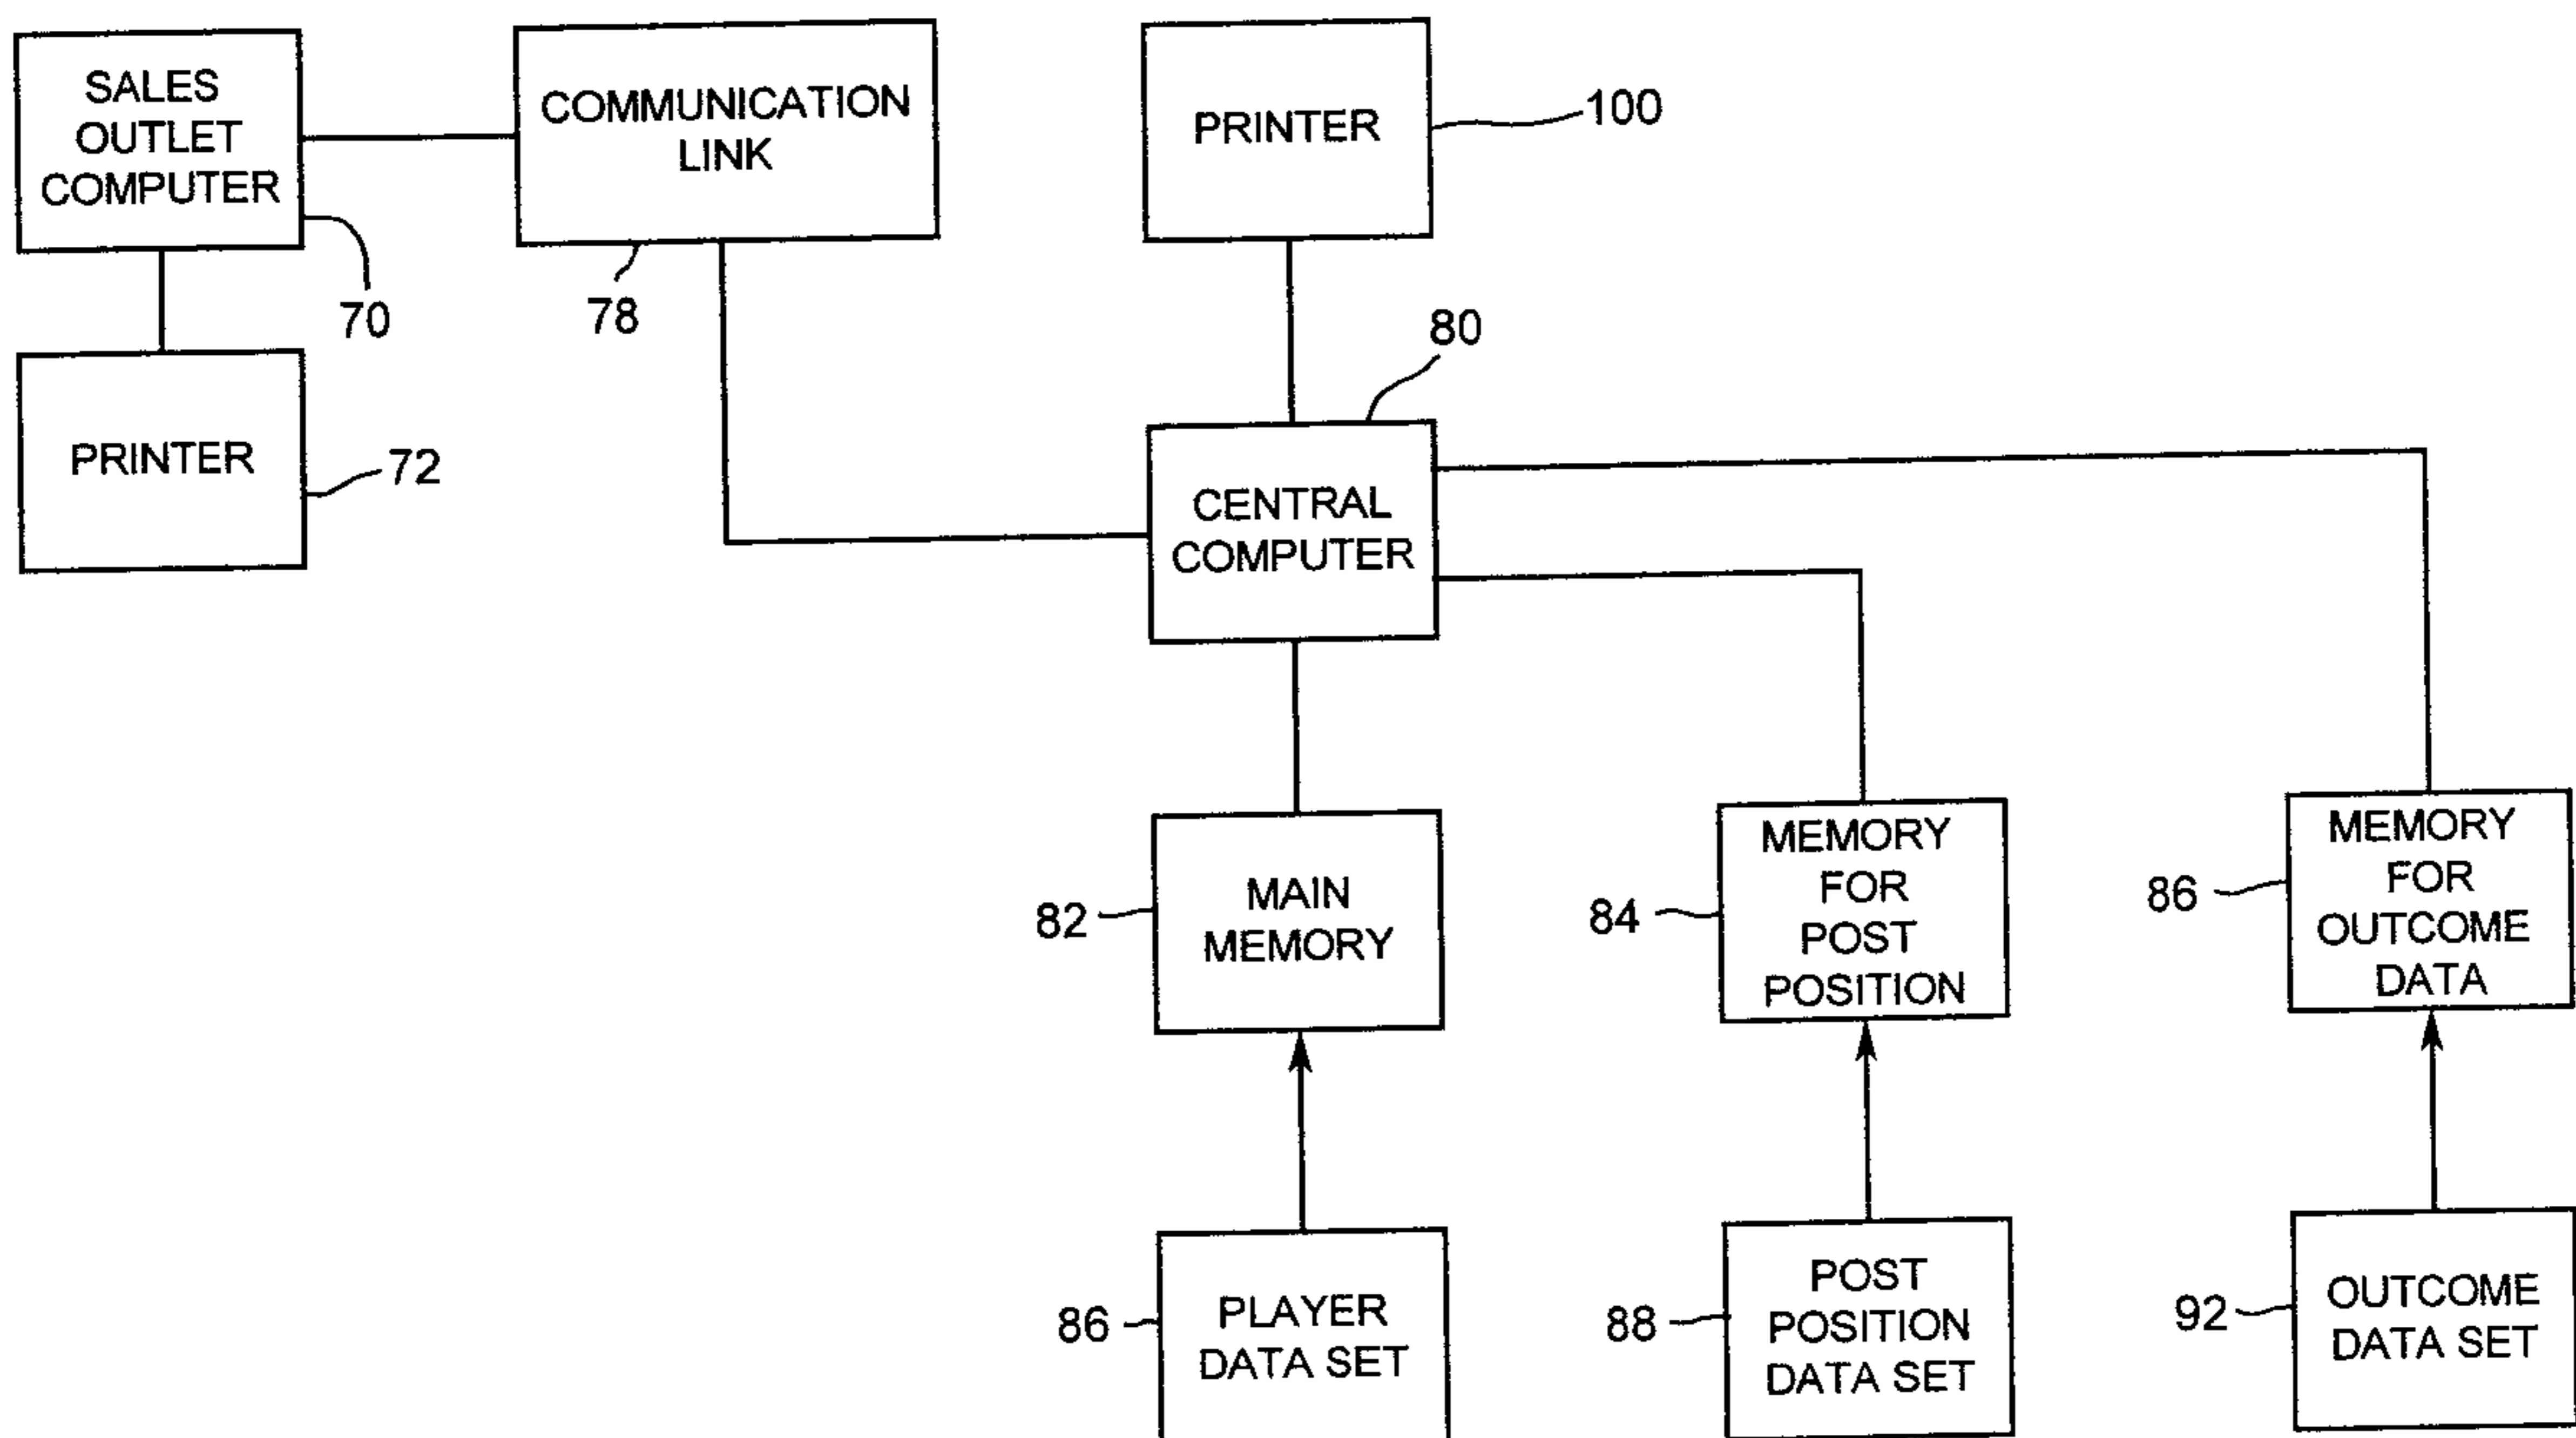 SALES
OUTLET
COMPUTER
70
COMMUNICATION
LINK
78
PRINTER
100
PRINTER
72
CENTRAL
COMPUTER
80
MAIN
MEMORY
82
MEMORY
FOR
POST
POSITION
84
MEMORY
FOR
OUTCOME
DATA
86
PLAYER
DATA SET
86
POST
POSITION
DATA SET
88
OUTCOME
DATA SET
92